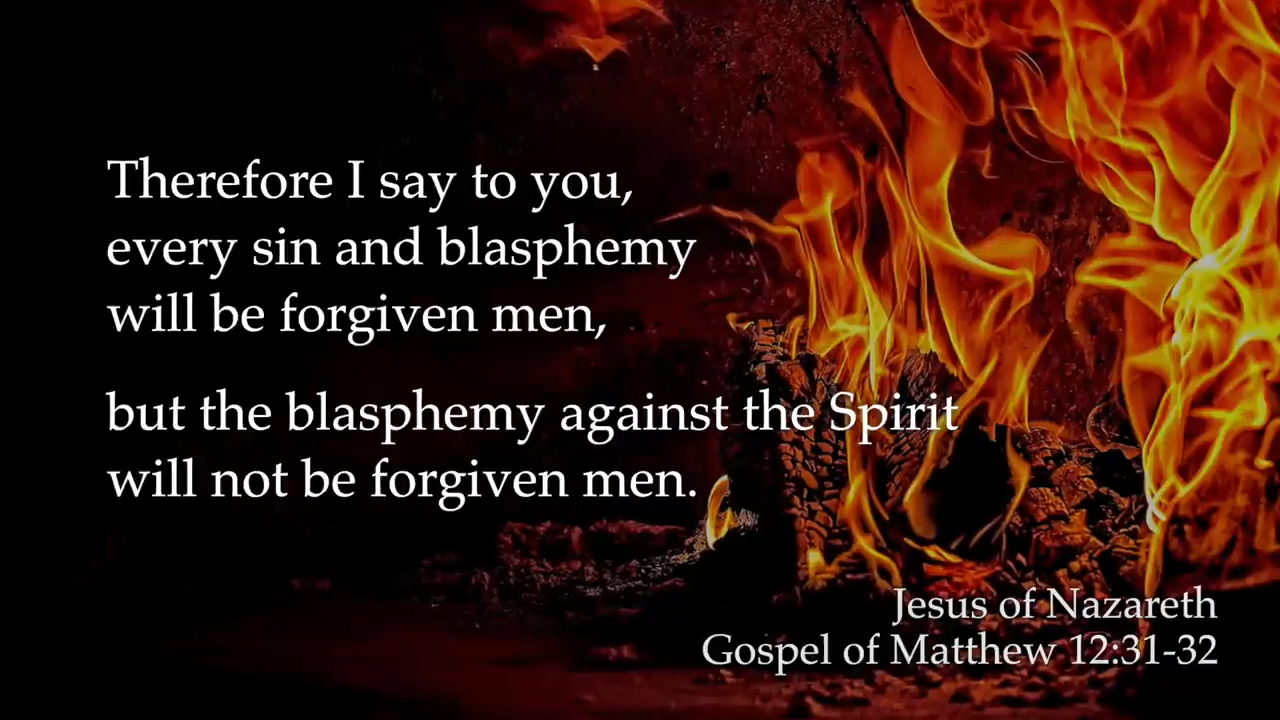 Therefore I say to you,
every sin and blasphemy
will be forgiven men,
but the blasphemy against the Spirit
will not be forgiven men.
Jesus of Nazareth
Gospel of Matthew 12:31-32